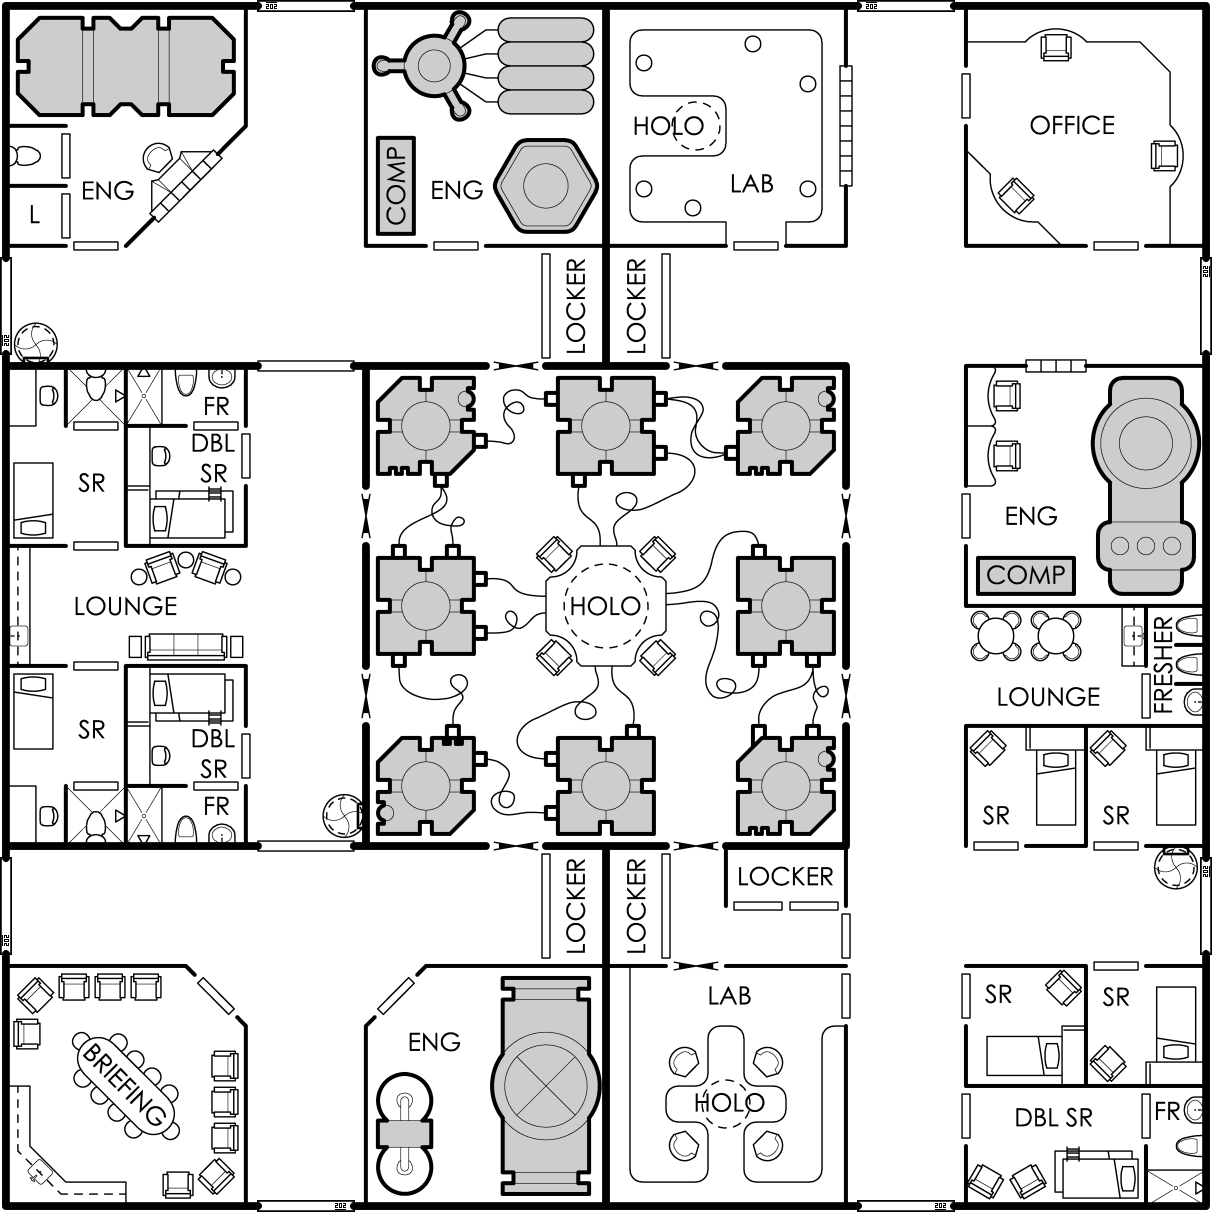 202
202
ENG
L
COMP
ENG
HOLO
LAB
OFFICE
202
LOCKER
LOCKER
202
202
FR
DBL
SR
SR
LOUNGE
SR
DBL
SR
FR
HOLO
ENG
COMP
FRESHER
LOUNGE
SR
SR
LOCKER
LOCKER
LOCKER
202
202
BRIEFING
ENG
LAB
HOLO
SR
SR
DBL SR
FR
202
202